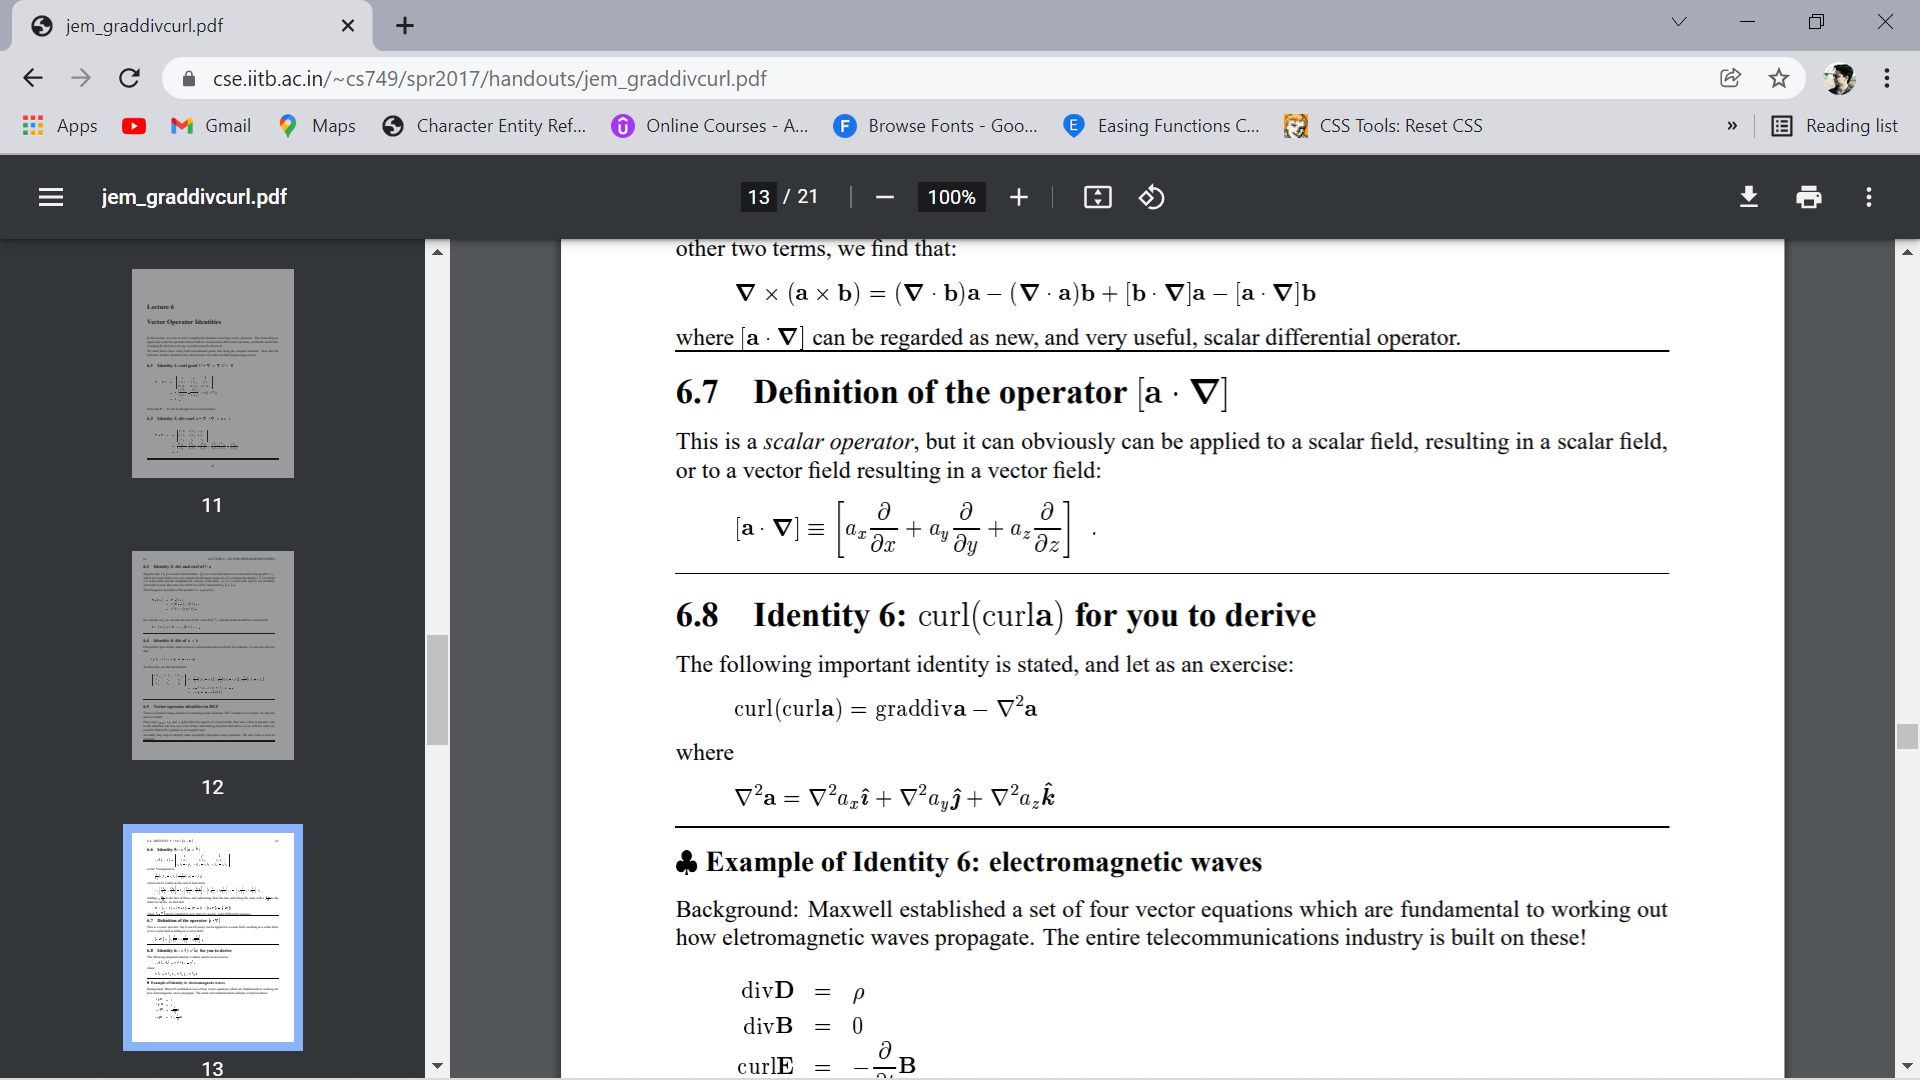 jem_graddivcurl.pdf
cse.iitb.ac.in/~cs749/spr2017/handouts/jem_graddivcurl.pdf
Apps Gmail Maps Character Entity Ref... Online Courses - A... Browse Fonts - Goo... Easing Functions C... CSS Tools: Reset CSS » Reading list
jem_graddivcurl.pdf 13 / 21 100%
Lecture 6
Vector Operator Identities
11
12
13
other two terms, we find that:
∇ × (a × b) = (∇ · b)a − (∇ · a)b + [b · ∇]a − [a · ∇]b
where [a · ∇] can be regarded as new, and very useful, scalar differential operator.
6.7 Definition of the operator [a · ∇]
This is a scalar operator, but it can obviously can be applied to a scalar field, resulting in a scalar field,
or to a vector field resulting in a vector field:
[a · ∇] ≡ [a_x ∂/∂x + a_y ∂/∂y + a_z ∂/∂z] .
6.8 Identity 6: curl(curla) for you to derive
The following important identity is stated, and let as an exercise:
curl(curla) = graddiva − ∇²a
where
∇²a = ∇²a_x î + ∇²a_y ĵ + ∇²a_z k̂
♣ Example of Identity 6: electromagnetic waves
Background: Maxwell established a set of four vector equations which are fundamental to working out
how eletromagnetic waves propagate. The entire telecommunications industry is built on these!
divD = ρ
divB = 0
curlE = −∂/∂t B